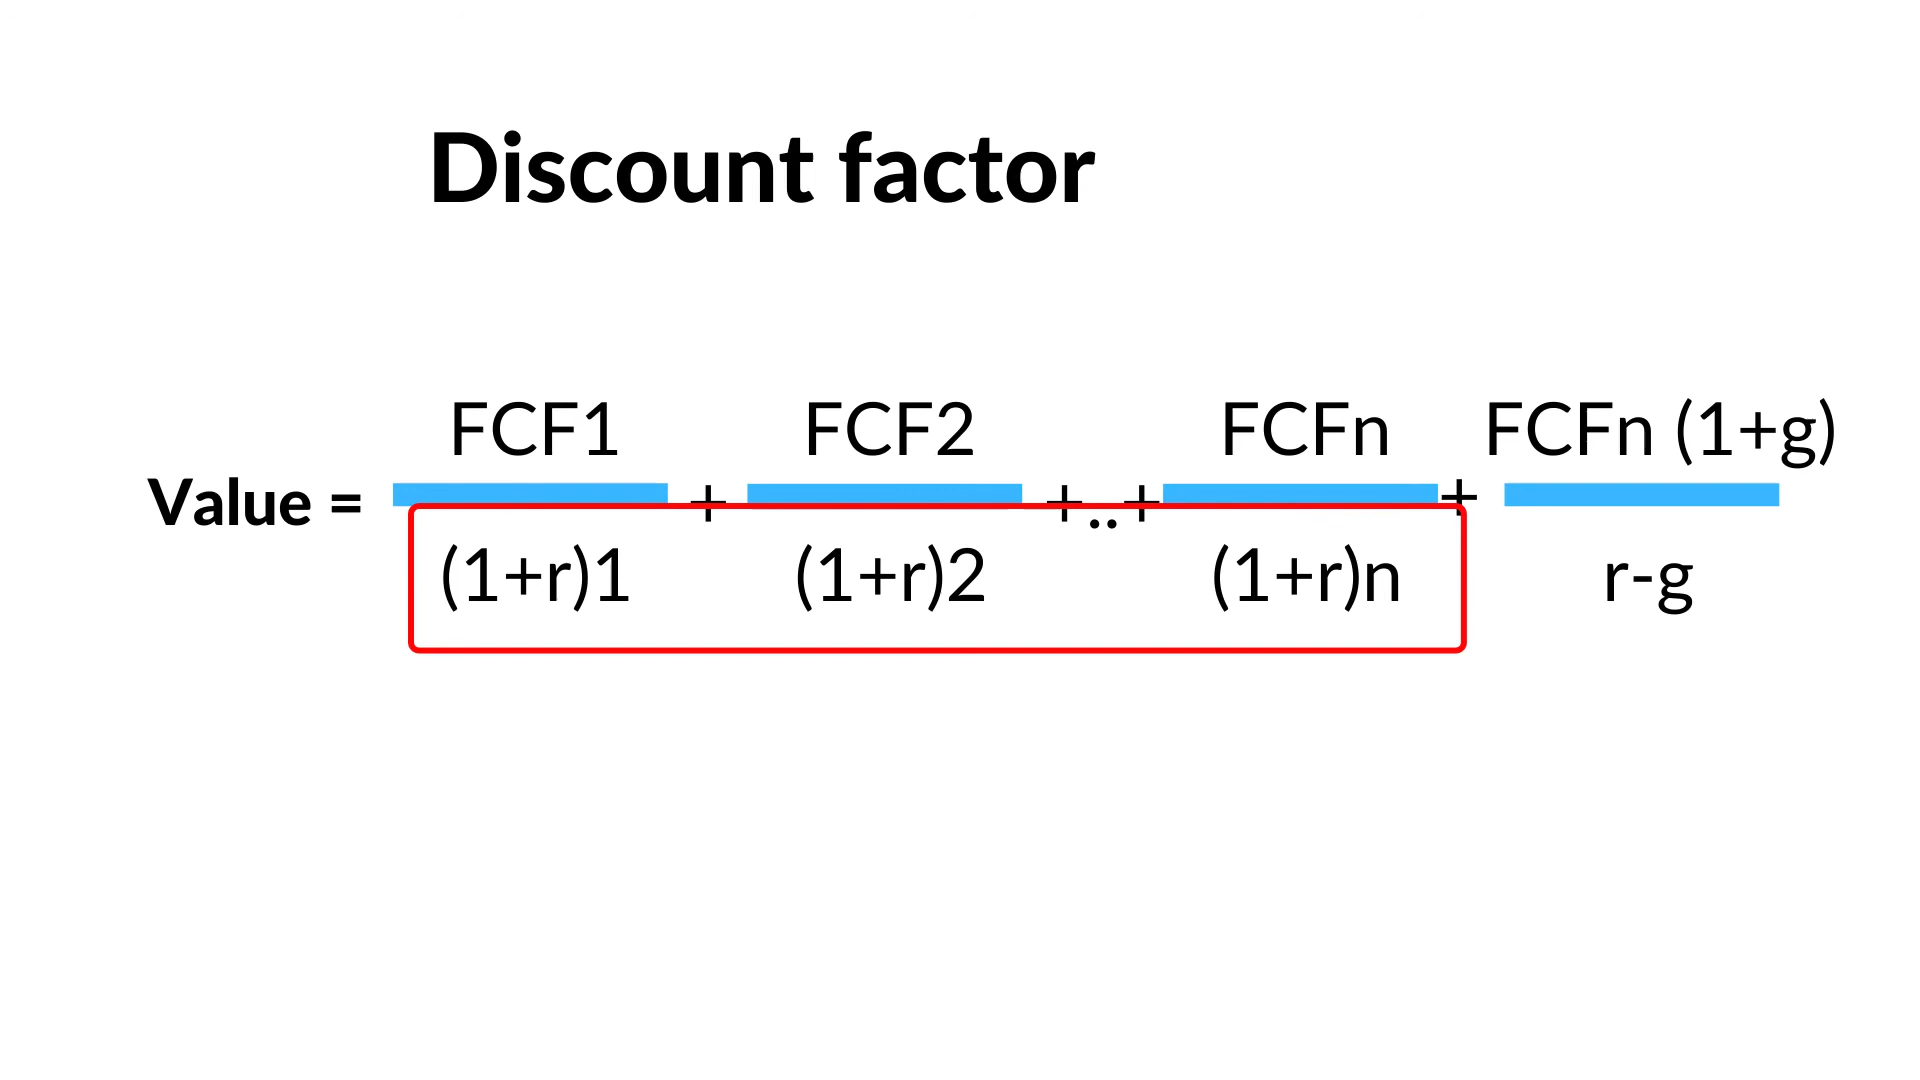 Discount factor
FCF1 FCF2 FCFn FCFn (1+g)
Value = + +..+ +
(1+r)1 (1+r)2 (1+r)n r-g